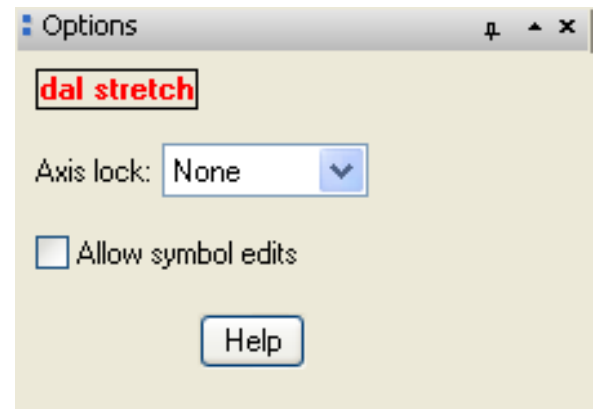 Options
dal stretch
Axis lock: None
Allow symbol edits
Help